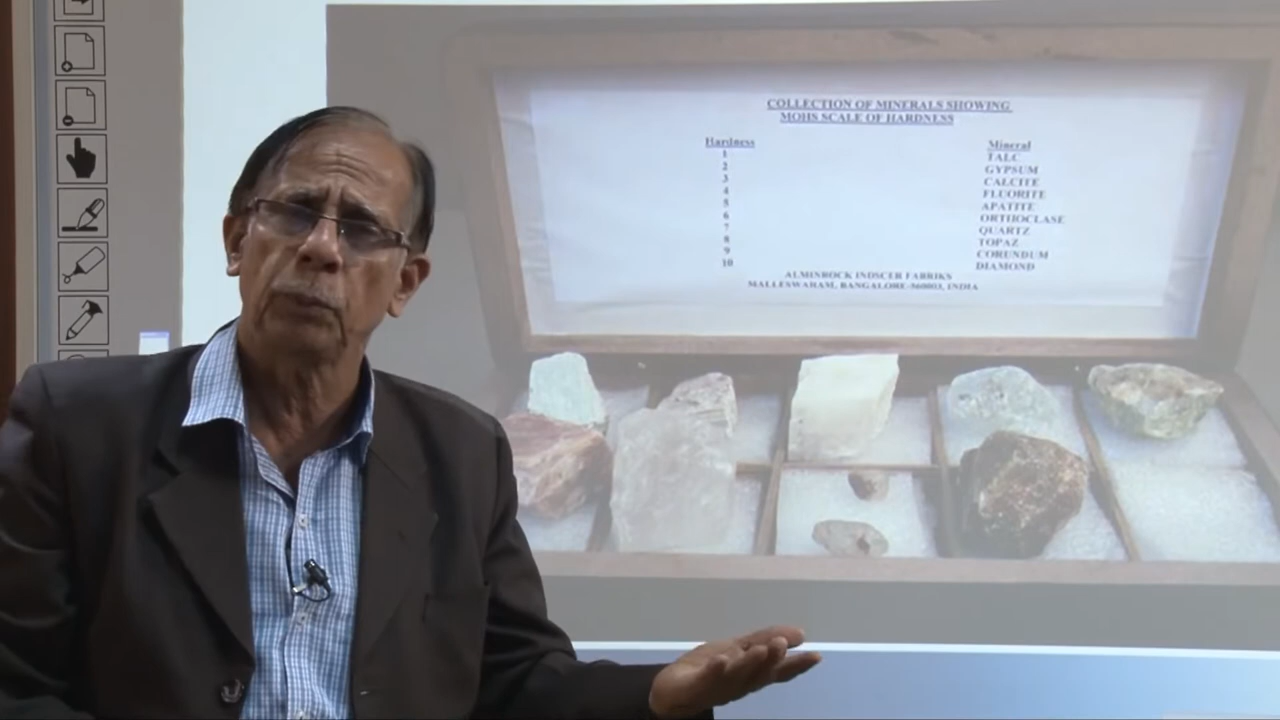 COLLECTION OF MINERALS SHOWING
MOHS SCALE OF HARDNESS
Hardness Mineral
1 TALC
2 GYPSUM
3 CALCITE
4 FLUORITE
5 APATITE
6 ORTHOCLASE
7 QUARTZ
8 TOPAZ
9 CORUNDUM
10 DIAMOND
ALMINROCK INDSCER FABRIKS
MALLESWARAM, BANGALORE-560003, INDIA